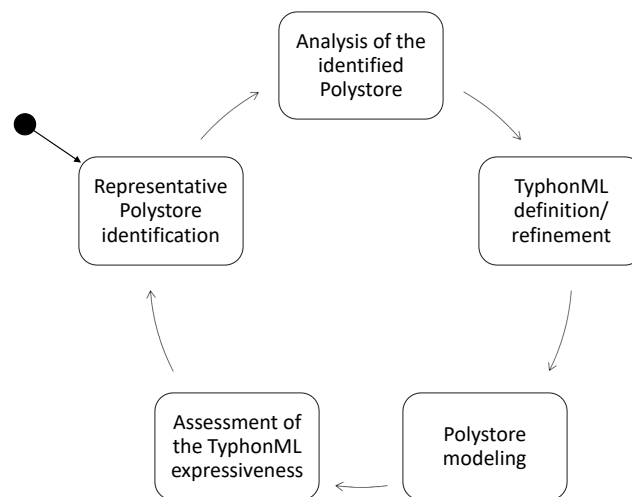 Analysis of the
identified
Polystore
Representative
Polystore
identification
TyphonML
definition/
refinement
Assessment of
the TyphonML
expressiveness
Polystore
modeling